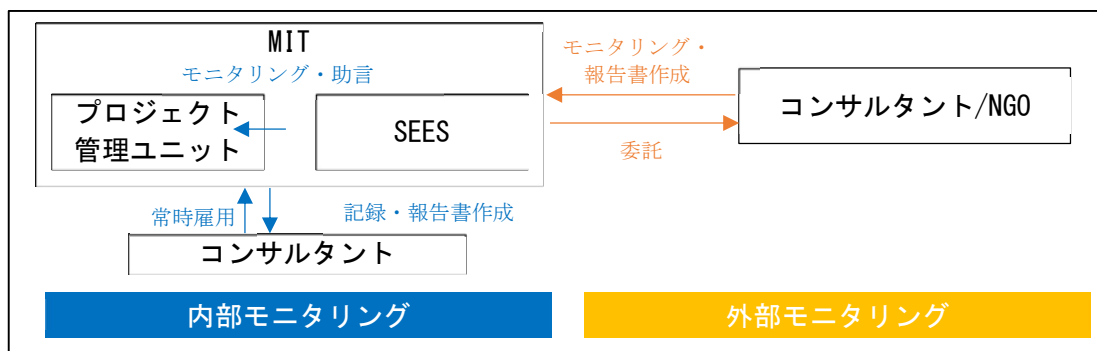 MIT
モニタリング・助言
プロジェクト
管理ユニット
SEES
モニタリング・
報告書作成
コンサルタント/NGO
委託
常時雇用
記録・報告書作成
コンサルタント
内部モニタリング
外部モニタリング